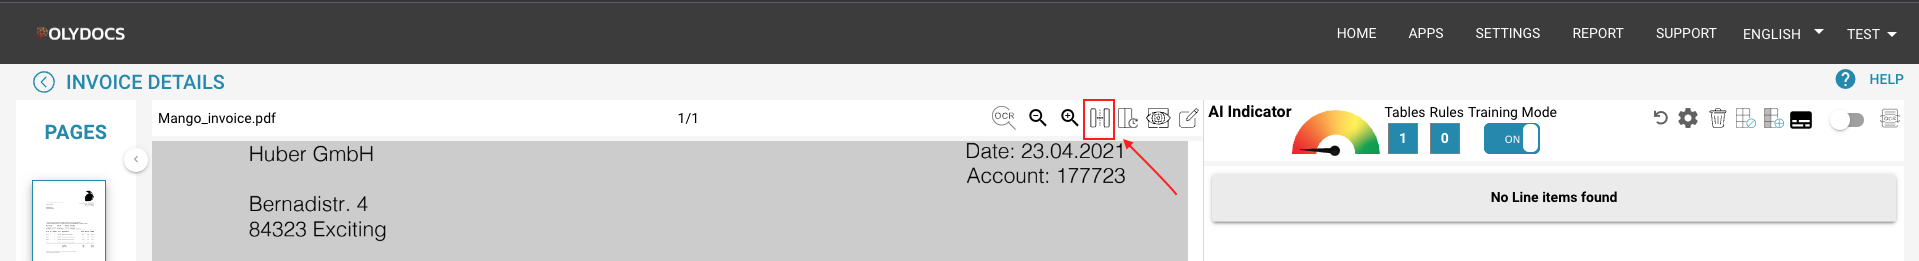 OLYDOCS
HOME APPS SETTINGS REPORT SUPPORT ENGLISH TEST
INVOICE DETAILS
? HELP
PAGES
Mango_invoice.pdf
1/1
OCR
AI Indicator
Tables Rules Training Mode
1 0 ON
Huber GmbH
Date: 23.04.2021
Account: 177723
Bernadistr. 4
84323 Exciting
No Line items found